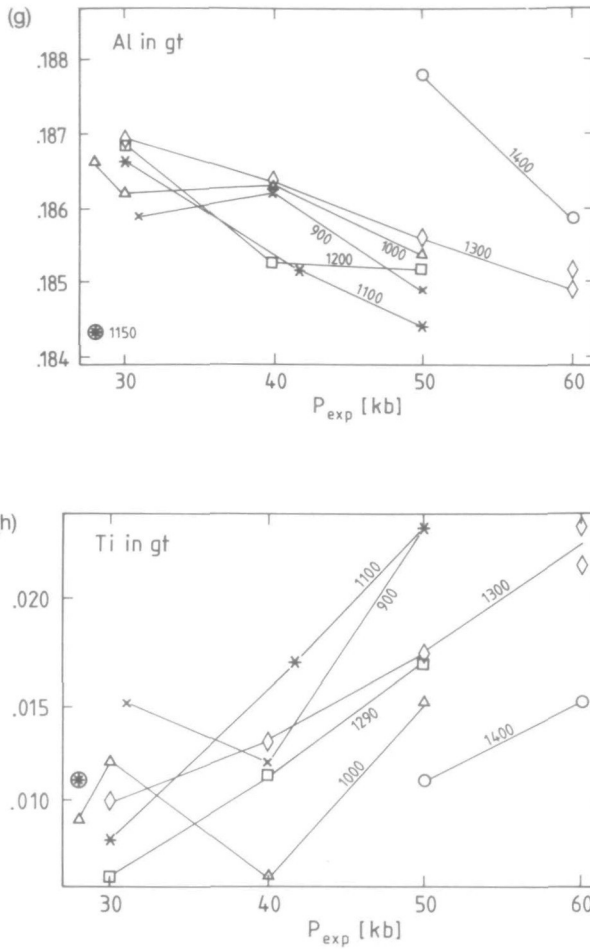 (g)
Al in gt
.188
.187
.186
.185
.184
1400
900
1000
1300
1200
1100
1150
30 40 50 60
P_exp [kb]
h)
Ti in gt
.020
.015
.010
1100
900
1300
1290
1000
1400
30 40 50 60
P_exp [kb]